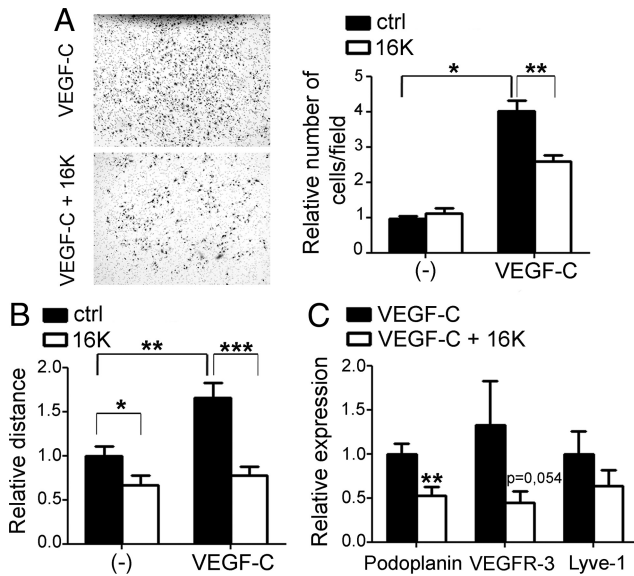 A
VEGF-C
VEGF-C + 16K
ctrl
16K
Relative number of
cells/field
5
4
3
2
1
0
*
**
(-)
VEGF-C
B
ctrl
16K
Relative distance
2.0
1.5
1.0
0.5
0.0
*
**
***
(-)
VEGF-C
C
VEGF-C
VEGF-C + 16K
Relative expression
2.0
1.5
1.0
0.5
0.0
**
p=0,054
Podoplanin
VEGFR-3
Lyve-1